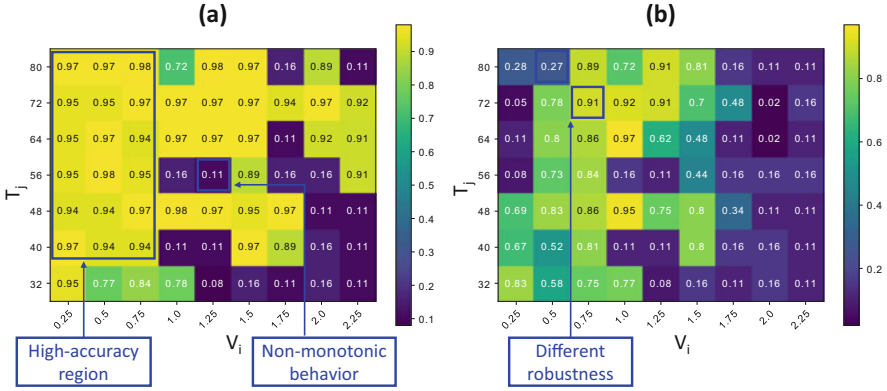 (a)
80 0.97 0.97 0.98 0.72 0.98 0.97 0.16 0.89 0.11
72 0.95 0.95 0.97 0.97 0.97 0.97 0.94 0.97 0.92
64 0.95 0.97 0.94 0.97 0.97 0.97 0.11 0.92 0.91
56 0.95 0.98 0.95 0.16 0.11 0.89 0.16 0.16 0.91
48 0.94 0.94 0.97 0.98 0.97 0.95 0.97 0.11 0.11
40 0.97 0.94 0.94 0.11 0.11 0.97 0.89 0.16 0.11
32 0.95 0.77 0.84 0.78 0.08 0.16 0.11 0.16 0.11
T_j
0.25 0.5 0.75 1.0 1.25 1.5 1.75 2.0 2.25
V_i
0.9
0.8
0.7
0.6
0.5
0.4
0.3
0.2
0.1
High-accuracy
region
Non-monotonic
behavior
(b)
80 0.28 0.27 0.89 0.72 0.91 0.81 0.16 0.11 0.11
72 0.05 0.78 0.91 0.92 0.91 0.7 0.48 0.02 0.16
64 0.11 0.8 0.86 0.97 0.62 0.48 0.11 0.02 0.11
56 0.08 0.73 0.84 0.16 0.11 0.44 0.16 0.16 0.16
48 0.69 0.83 0.86 0.95 0.75 0.8 0.34 0.11 0.11
40 0.67 0.52 0.81 0.11 0.11 0.8 0.16 0.16 0.11
32 0.83 0.58 0.75 0.77 0.08 0.16 0.11 0.16 0.11
T_j
0.25 0.5 0.75 1.0 1.25 1.5 1.75 2.0 2.25
V_i
0.8
0.6
0.4
0.2
Different
robustness